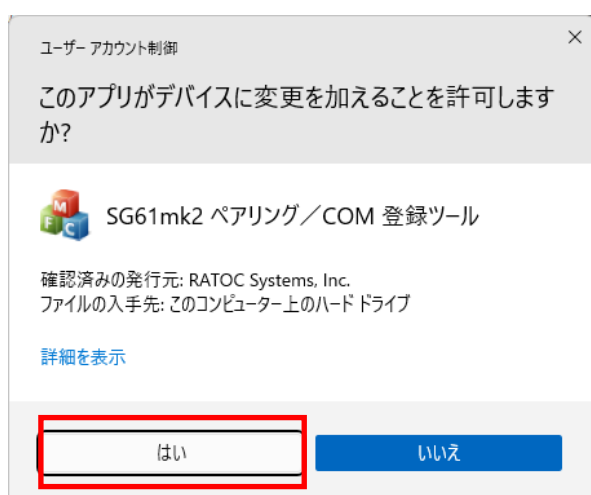 ユーザー アカウント制御
×
このアプリがデバイスに変更を加えることを許可します
か?
MFC
SG61mk2 ペアリング／COM 登録ツール
確認済みの発行元: RATOC Systems, Inc.
ファイルの入手先: このコンピューター上のハード ドライブ
詳細を表示
はい いいえ